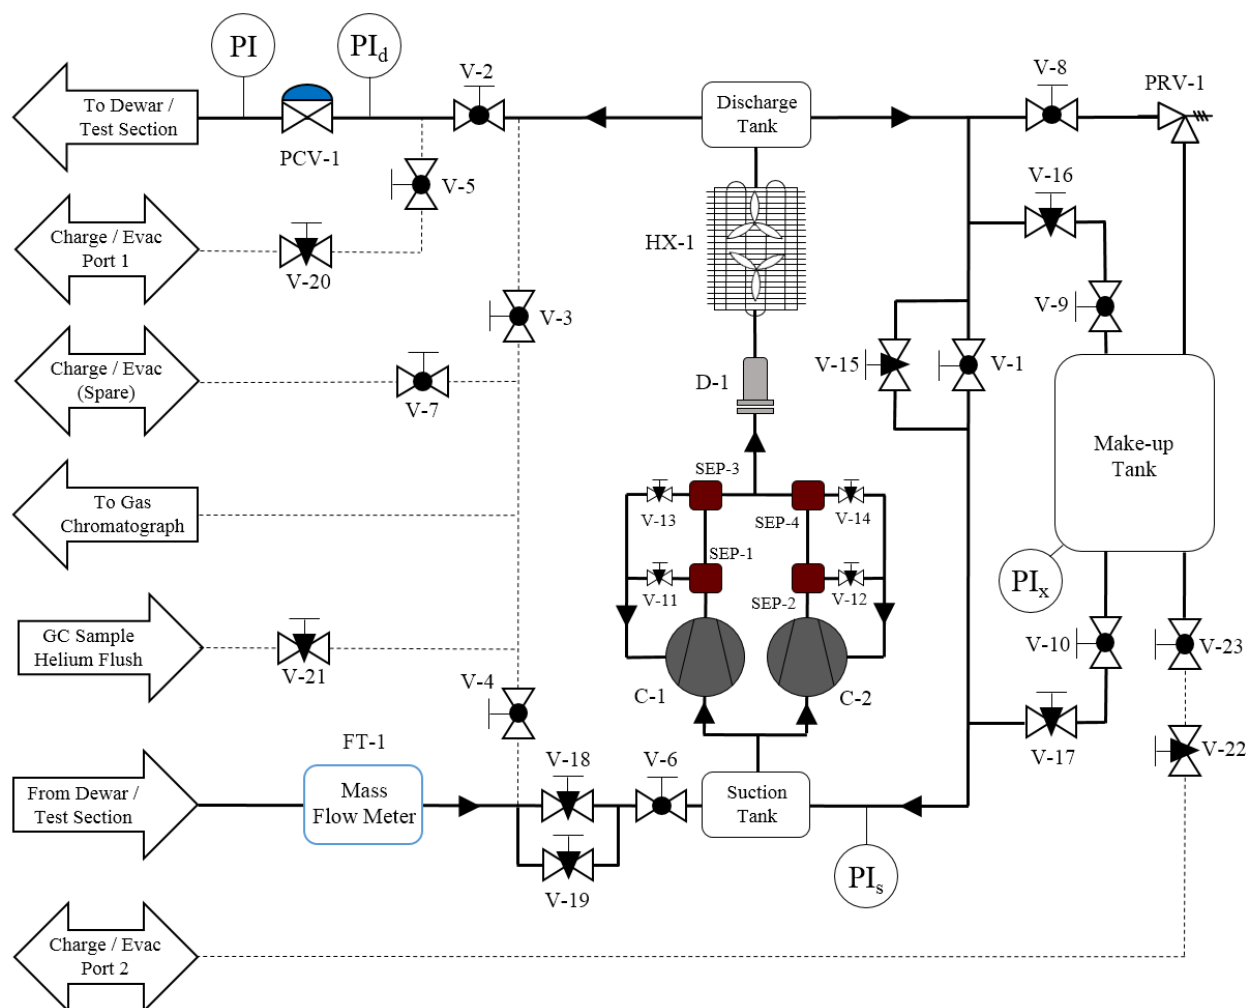 PI
PI_d
V-2
V-8
PRV-1
To Dewar /
Test Section
Discharge
Tank
PCV-1
V-5
V-16
Charge / Evac
Port 1
HX-1
V-20
V-3
V-9
Charge / Evac
(Spare)
V-15
V-1
D-1
V-7
Make-up
Tank
SEP-3
To Gas
Chromatograph
V-13
SEP-4
V-14
SEP-1
PI_x
V-11
SEP-2
V-12
GC Sample
Helium Flush
V-10
V-23
V-21
V-4
C-1
C-2
FT-1
V-18
V-6
V-17
V-22
From Dewar /
Test Section
Mass
Flow Meter
Suction
Tank
PI_s
V-19
Charge / Evac
Port 2